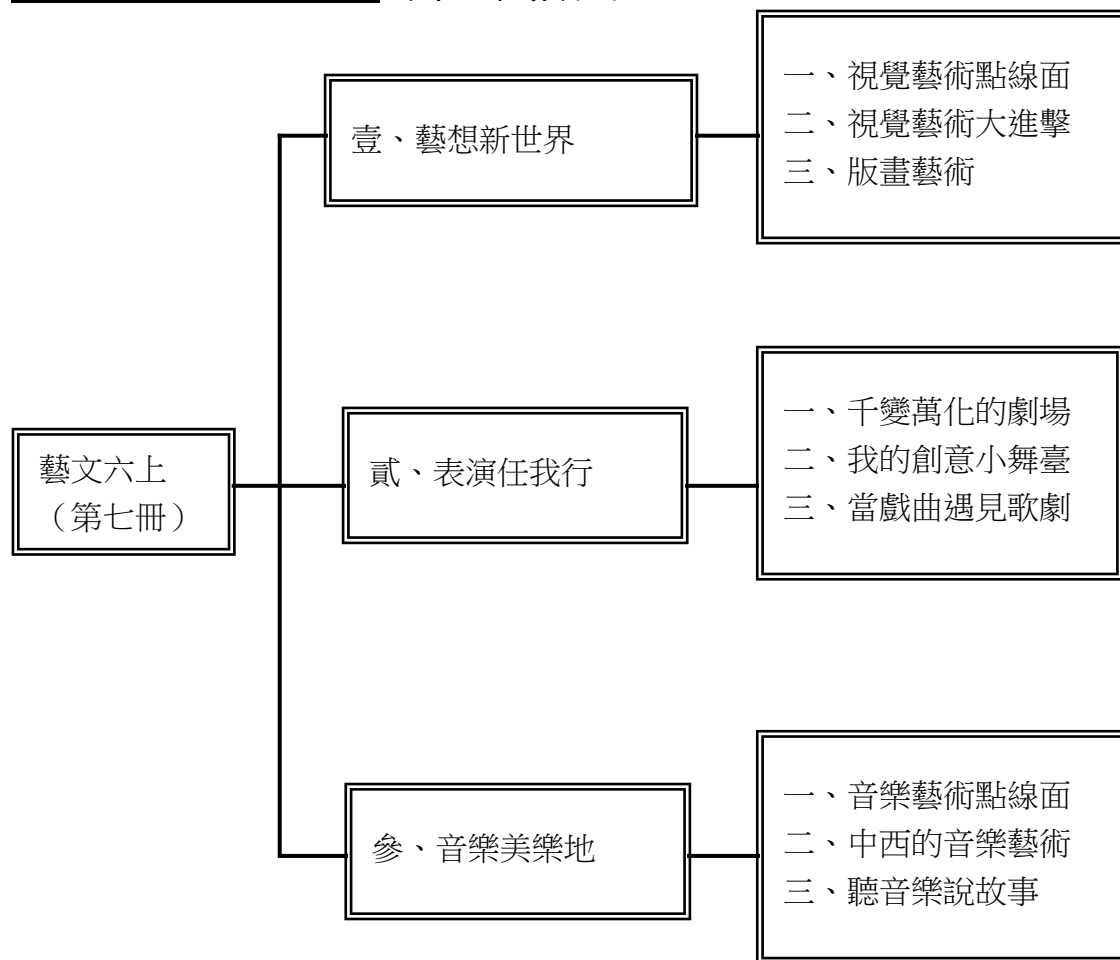 壹、藝想新世界
一、視覺藝術點線面
二、視覺藝術大進擊
三、版畫藝術
藝文六上
（第七冊）
貳、表演任我行
一、千變萬化的劇場
二、我的創意小舞臺
三、當戲曲遇見歌劇
參、音樂美樂地
一、音樂藝術點線面
二、中西的音樂藝術
三、聽音樂說故事